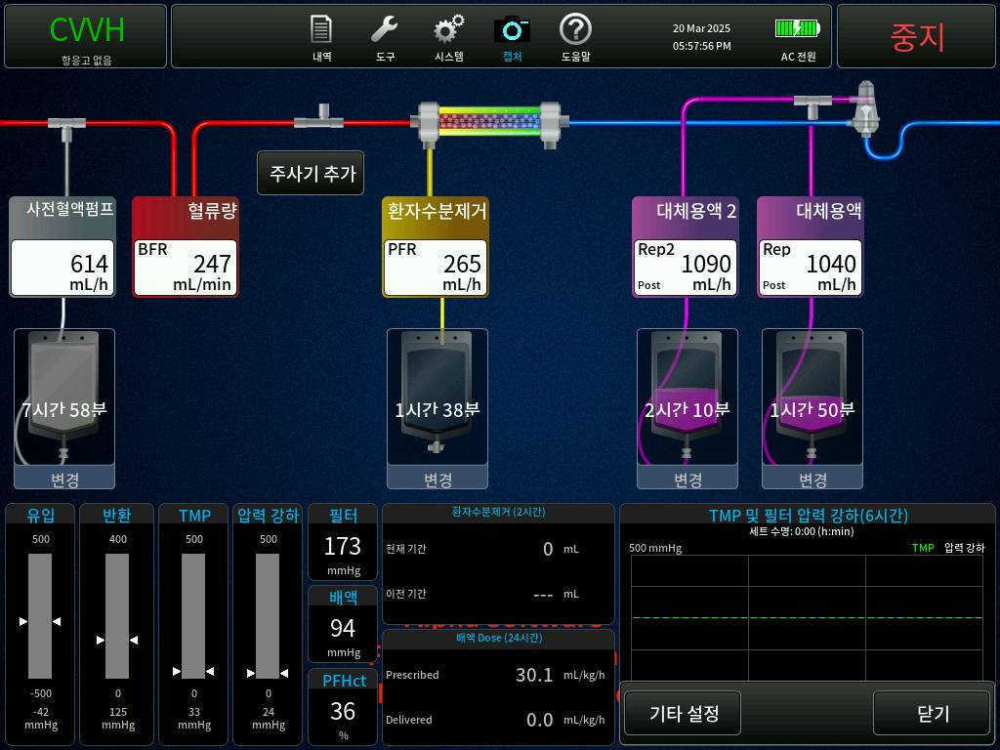 CVVH
항응고 없음
내역
도구
시스템
캡처
도움말
20 Mar 2025
05:57:56 PM
AC 전원
중지
주사기 추가
사전혈액펌프
614
mL/h
혈류량
BFR
247
mL/min
환자수분제거
PFR
265
mL/h
대체용액 2
Rep2
1090
Post
mL/h
대체용액
Rep
1040
Post
mL/h
7시간 58분
변경
1시간 38분
변경
2시간 10분
변경
1시간 50분
변경
유입
500
-500
-42
mmHg
반환
400
0
125
mmHg
TMP
500
0
33
mmHg
압력 강하
500
0
24
mmHg
필터
173
mmHg
배액
94
mmHg
PFHct
36
%
환자수분제거 (2시간)
현재 기간 0 mL
이전 기간 --- mL
배액 Dose (24시간)
Prescribed 30.1 mL/kg/h
Delivered 0.0 mL/kg/h
TMP 및 필터 압력 강하(6시간)
세트 수명: 0:00 (h:min)
500 mmHg
TMP 압력 강하
기타 설정
닫기